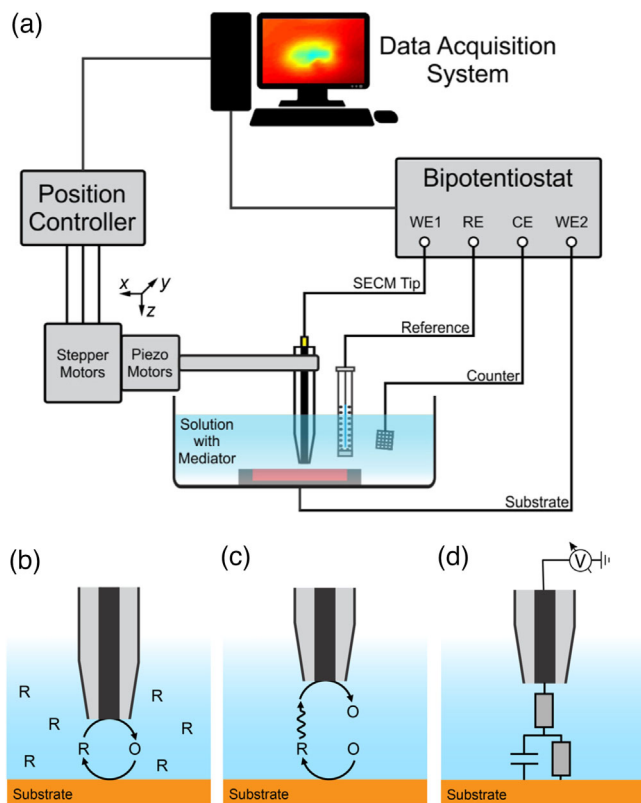 (a)
Data Acquisition
System
Position
Controller
Bipotentiostat
WE1 RE CE WE2
SECM Tip
x y
z
Reference
Stepper
Motors
Piezo
Motors
Counter
Solution
with
Mediator
Substrate
(b)
R R
R R
R O
R R
Substrate
(c)
O
R O
(d)
V
Substrate